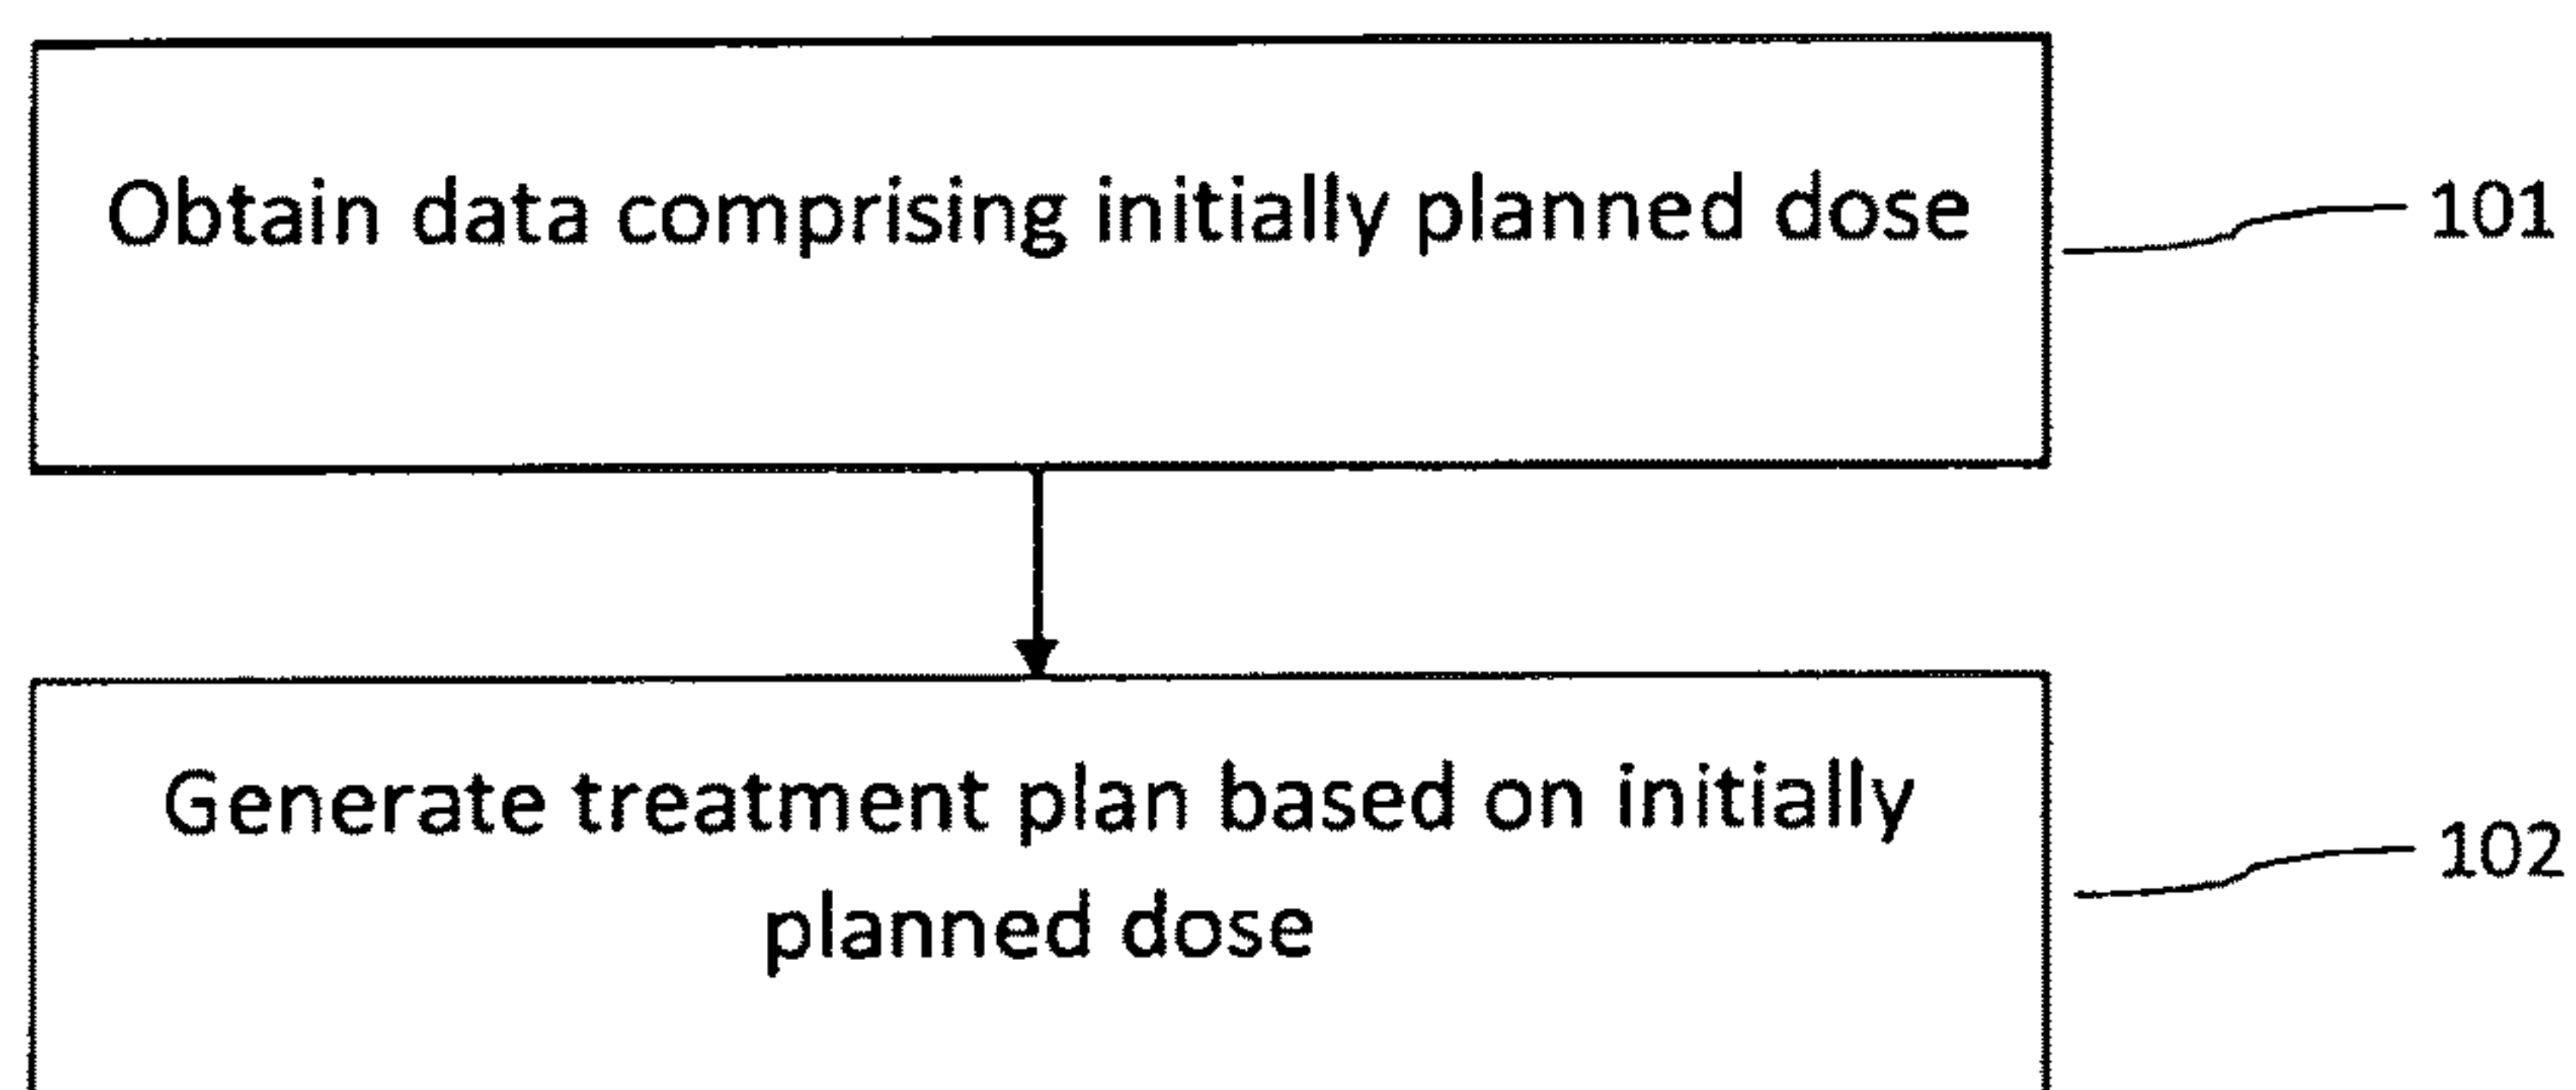 Obtain data comprising initially planned dose
101
Generate treatment plan based on initially
planned dose
102